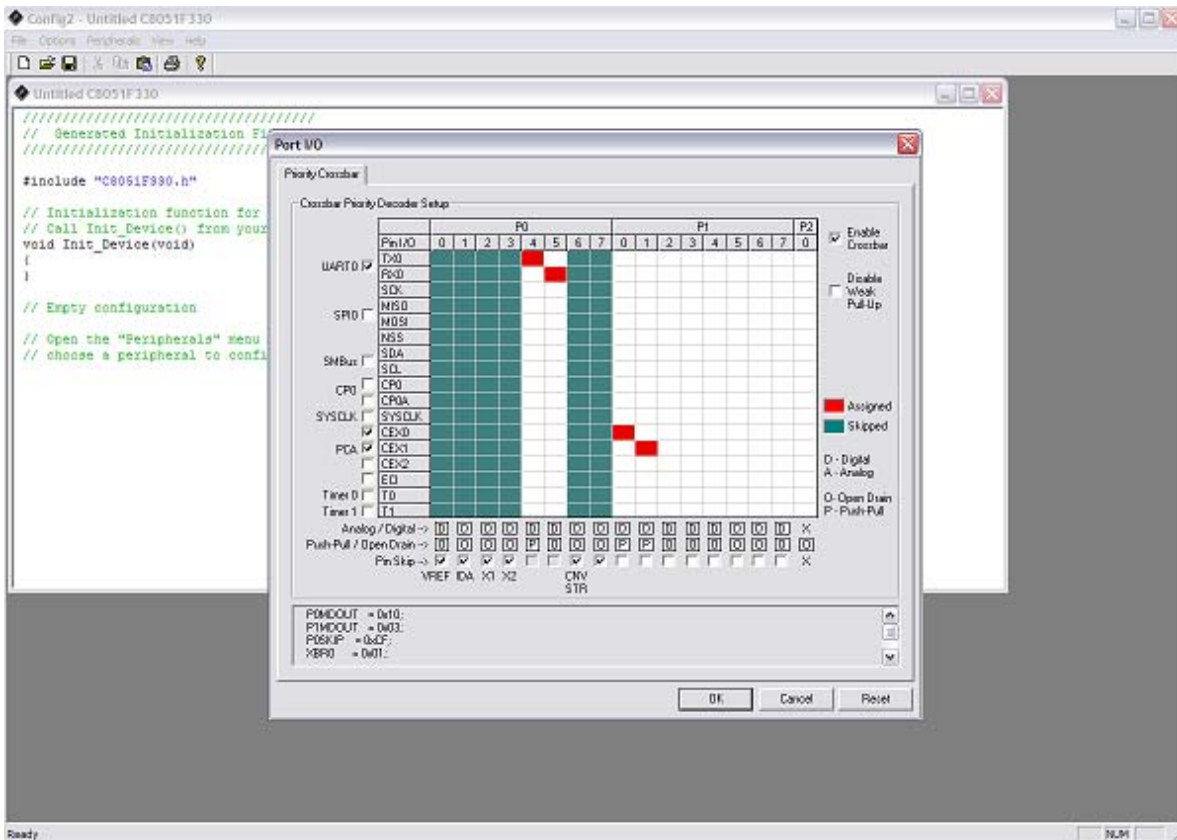 Config2 - Untitled C8051F330
File Options Peripherals View Help
Untitled C8051F330
/////////////////////////////////////
// Generated Initialization Fi
#include "C8051F330.h"
// Initialization function for
// Call Init_Device() from your
void Init_Device(void)
{
}
// Empty configuration
// Open the "Peripherals" menu
// choose a peripheral to confi
Port I/O
Priority Crossbar
Crossbar Priority Decoder Setup
P0 P1 P2
Pin I/O 0 1 2 3 4 5 6 7 0 1 2 3 4 5 6 7 0
UART0 TX0
RX0
SCK
SPI0 MISO
MOSI
NSS
SMBus SDA
SCL
CP0 CP0
CP0A
SYSCLK SYSCLK
CEX0
PCA CEX1
CEX2
ECI
Timer 0 T0
Timer 1 T1
Analog / Digital -> X
Push-Pull / Open Drain ->
Pin Skip -> X
VREF IDA X1 X2 CNV
STR
Enable
Crossbar
Disable
Weak
Pull-Up
Assigned
Skipped
D - Digital
A - Analog
O- Open Drain
P - Push-Pull
P0MDOUT = 0x10;
P1MDOUT = 0x03;
P0SKIP = 0xCF;
XBR0 = 0x01;
OK Cancel Reset
Ready NUM